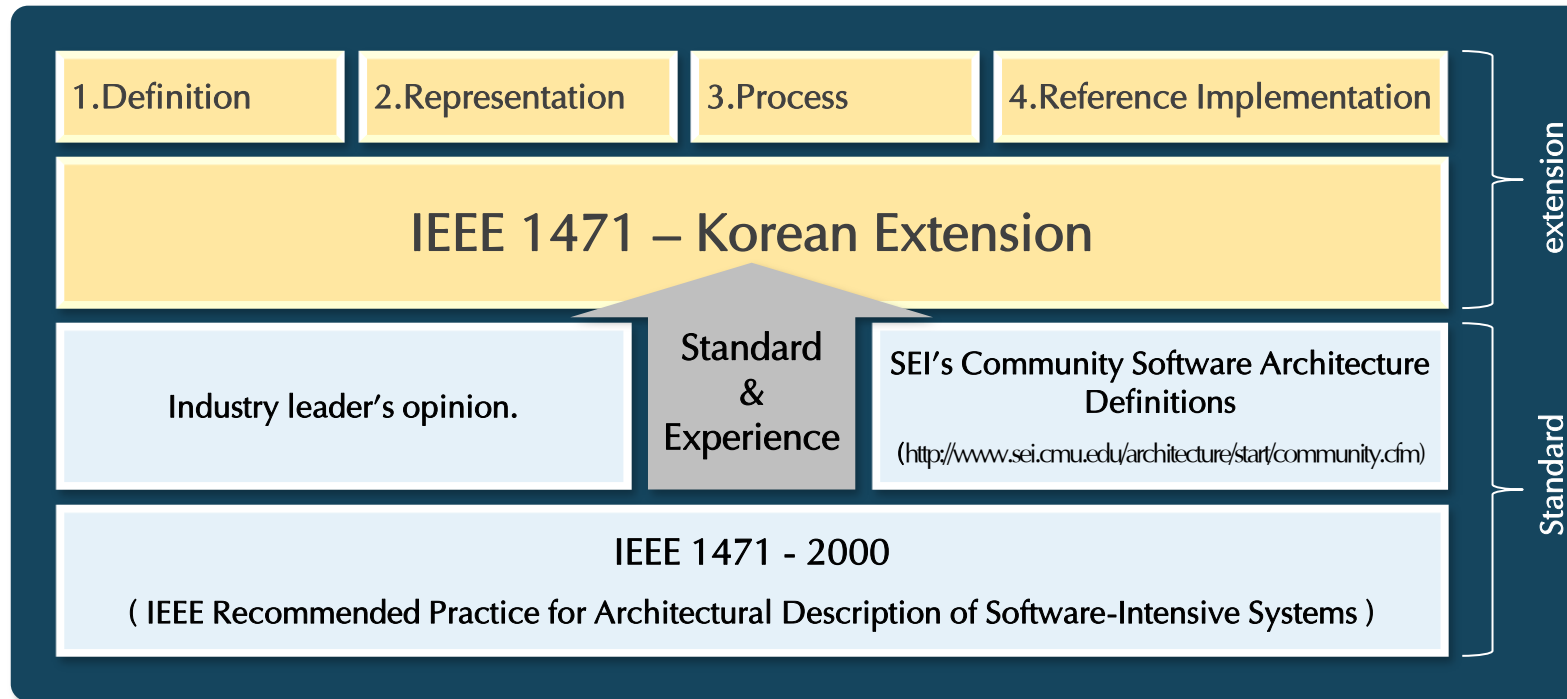 1.Definition
2.Representation
3.Process
4.Reference Implementation
IEEE 1471 – Korean Extension
extension
Industry leader's opinion.
Standard
&
Experience
SEI's Community Software Architecture
Definitions
(http://www.sei.cmu.edu/architecture/start/community.cfm)
Standard
IEEE 1471 - 2000
( IEEE Recommended Practice for Architectural Description of Software-Intensive Systems )